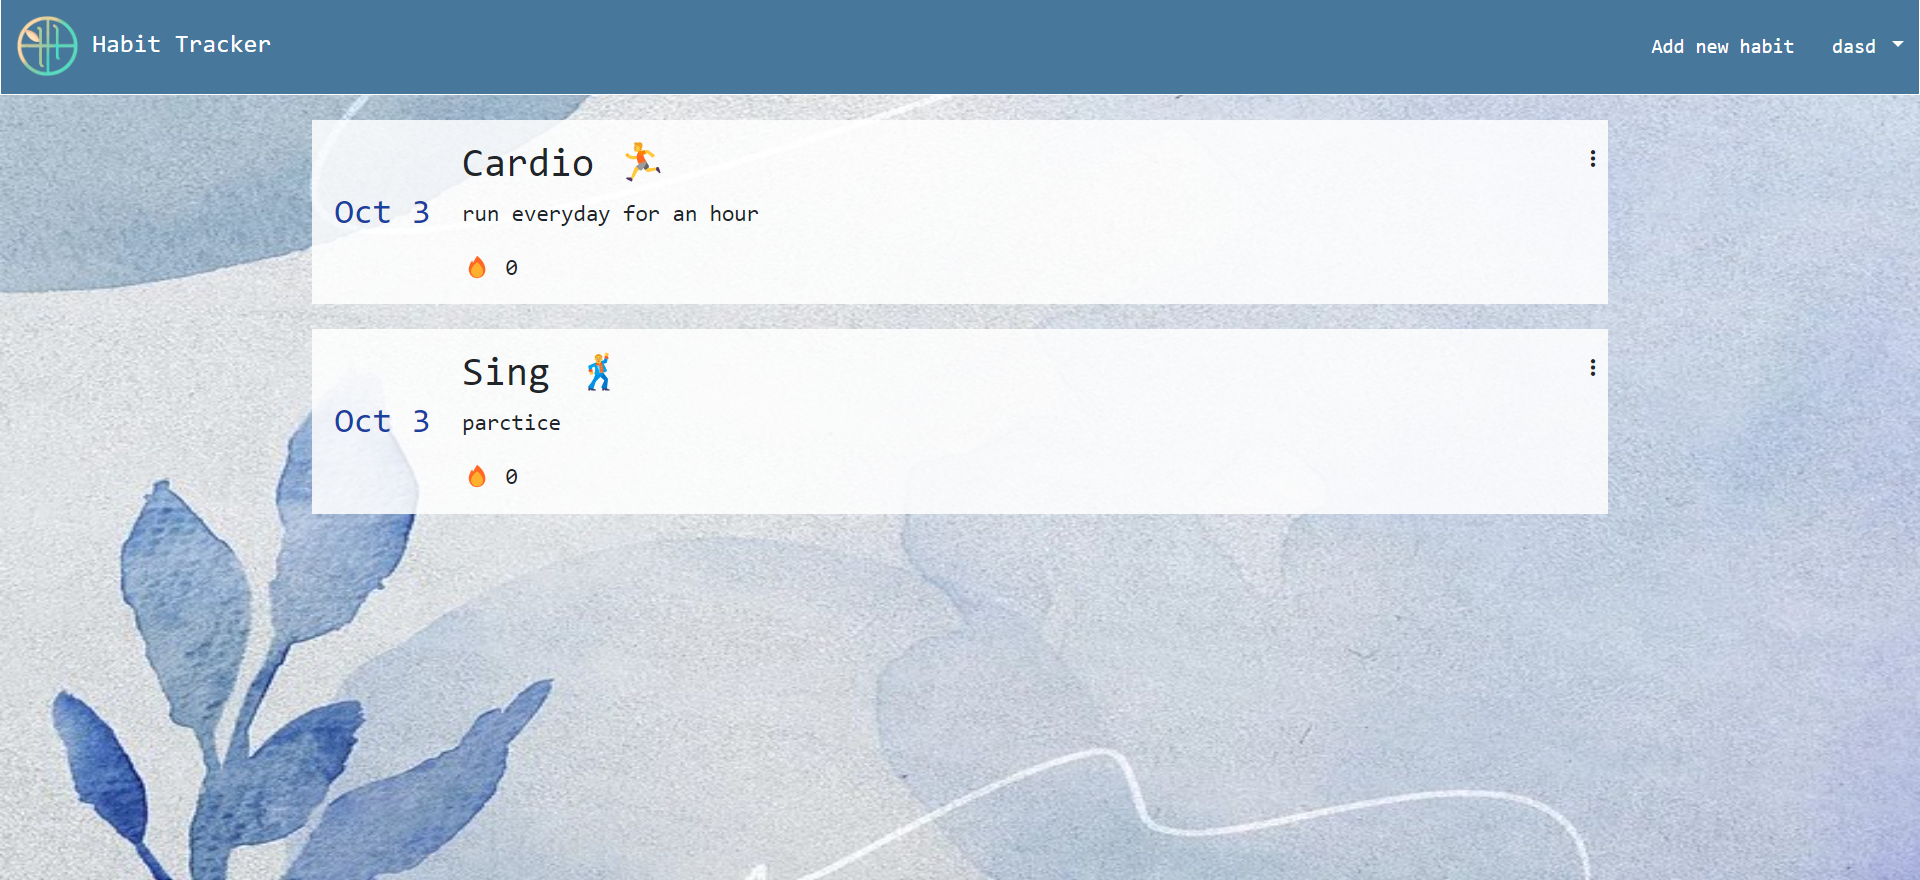 Habit Tracker
Add new habit dasd
Cardio 🏃
Oct 3
run everyday for an hour
🔥 0
Sing 🕺
Oct 3
parctice
🔥 0